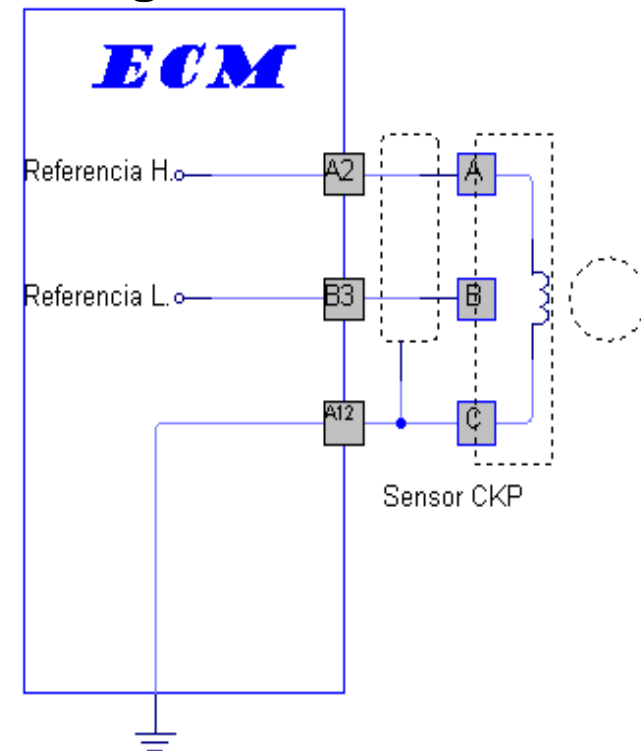 ECM
Referencia H.
A2
A
Referencia L.
B3
B
A12
C
Sensor CKP